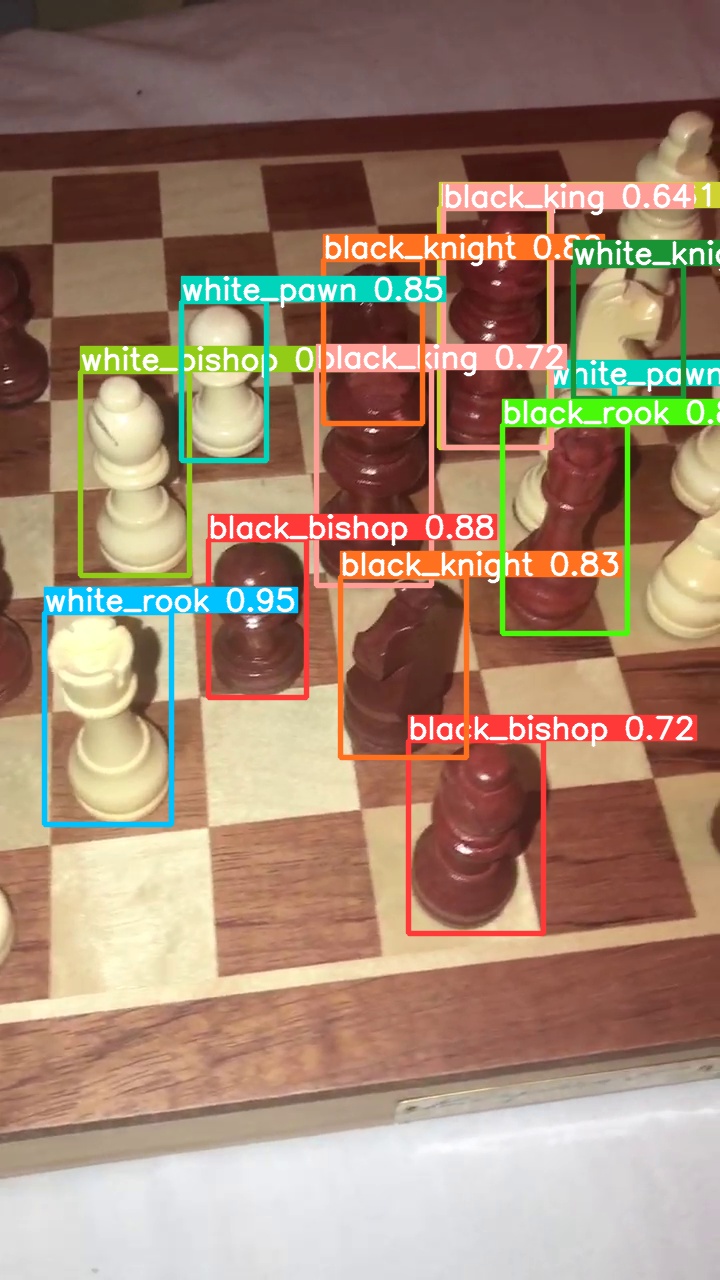 black_king 0.64
black_knight 0.8
white_kni
white_pawn 0.85
white_bishop 0
black_king 0.72
white_pawn
black_rook 0.8
black_bishop 0.88
black_knight 0.83
white_rook 0.95
black_bishop 0.72